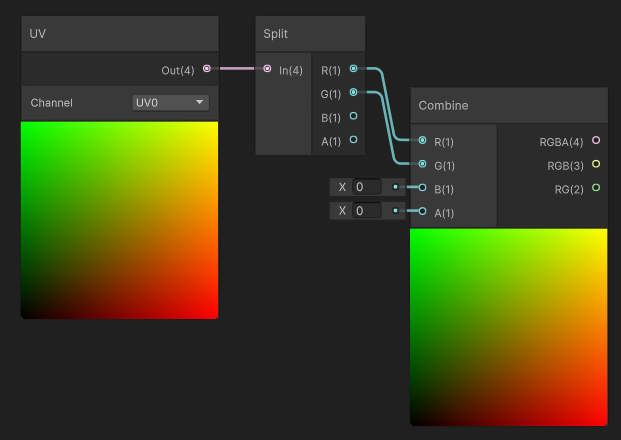 UV
Out(4)
Channel
UV0
Split
In(4)
R(1)
G(1)
B(1)
A(1)
Combine
R(1)
G(1)
B(1)
A(1)
RGBA(4)
RGB(3)
RG(2)
X 0
X 0